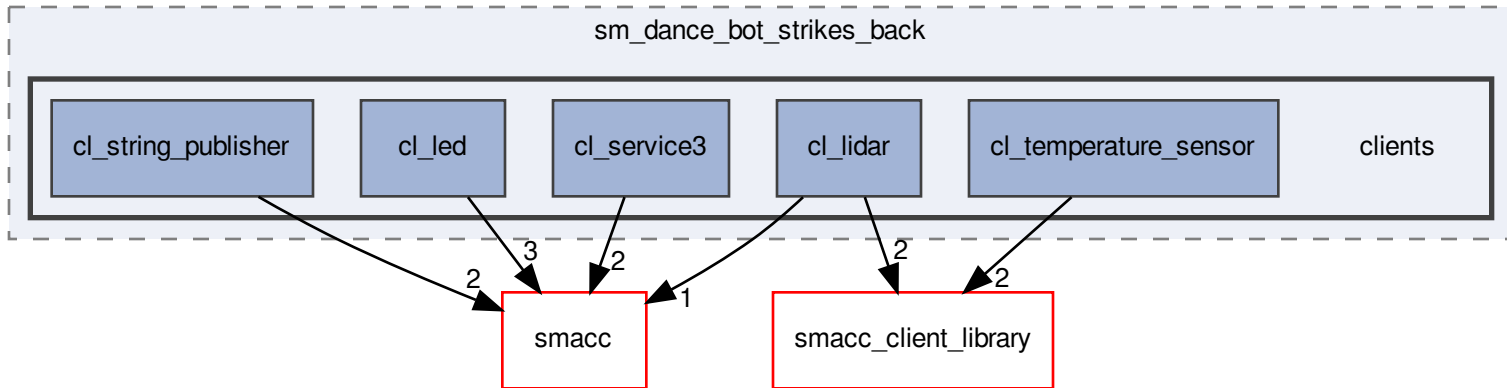 sm_dance_bot_strikes_back
cl_string_publisher
cl_led
cl_service3
cl_lidar
cl_temperature_sensor
clients
2
3
2
1
2
2
smacc
smacc_client_library